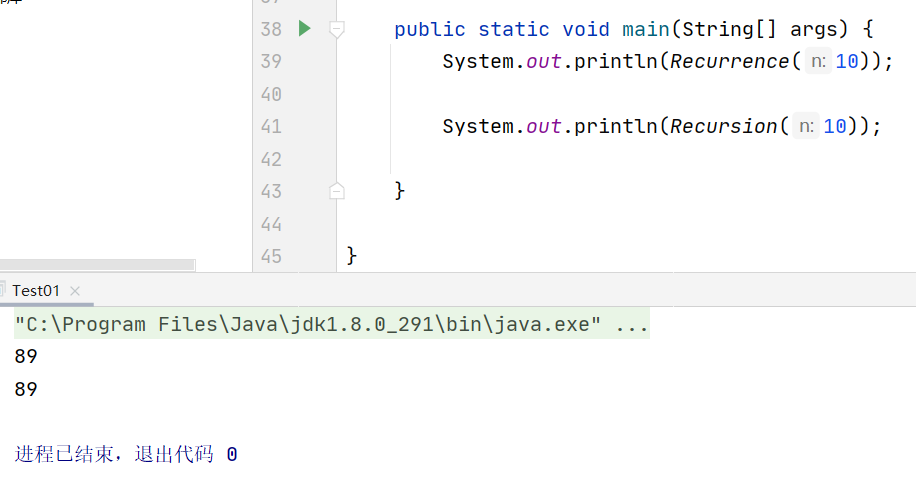 38 public static void main(String[] args) {
39 System.out.println(Recurrence( n: 10));
40
41 System.out.println(Recursion( n: 10));
42
43 }
44
45 }
Test01
"C:\Program Files\Java\jdk1.8.0_291\bin\java.exe" ...
89
89
进程已结束，退出代码 0